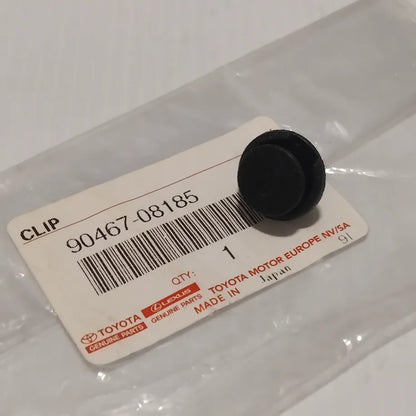 CLIP
90467-08185
QTY: 1
TOYOTA GENUINE PARTS
LEXUS GENUINE PARTS
TOYOTA MOTOR EUROPE NV/SA
MADE IN Japan 91